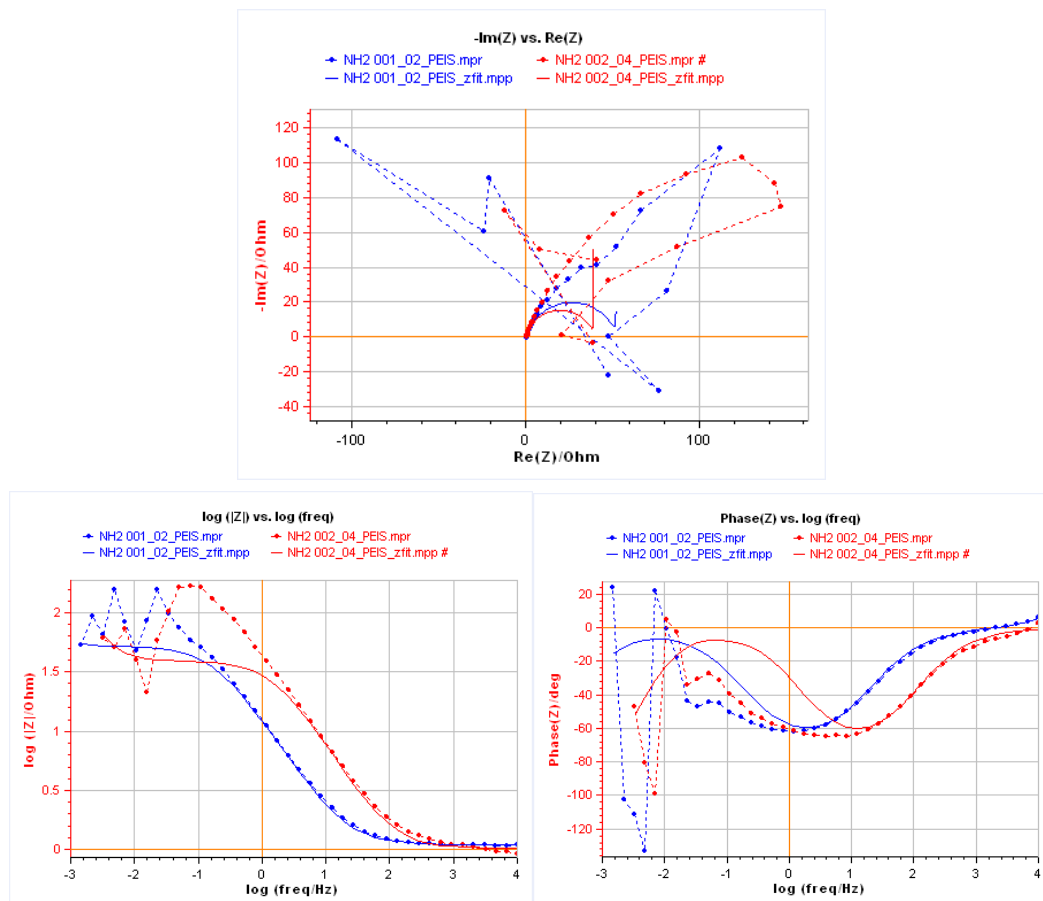 -Im(Z) vs. Re(Z)
NH2 001_02_PEIS.mpr NH2 002_04_PEIS.mpr #
NH2 001_02_PEIS_zfit.mpp NH2 002_04_PEIS_zfit.mpp
120
100
80
60
40
20
0
-20
-40
-Im(Z)/Ohm
-100 0 100
Re(Z)/Ohm
log (|Z|) vs. log (freq)
NH2 001_02_PEIS.mpr NH2 002_04_PEIS.mpr
NH2 001_02_PEIS_zfit.mpp NH2 002_04_PEIS_zfit.mpp #
2
1.5
1
0.5
0
log (|Z|/Ohm)
-3 -2 -1 0 1 2 3 4
log (freq/Hz)
Phase(Z) vs. log (freq)
NH2 001_02_PEIS.mpr NH2 002_04_PEIS.mpr
NH2 001_02_PEIS_zfit.mpp NH2 002_04_PEIS_zfit.mpp #
20
0
-20
-40
-60
-80
-100
-120
Phase(Z)/deg
-3 -2 -1 0 1 2 3 4
log (freq/Hz)